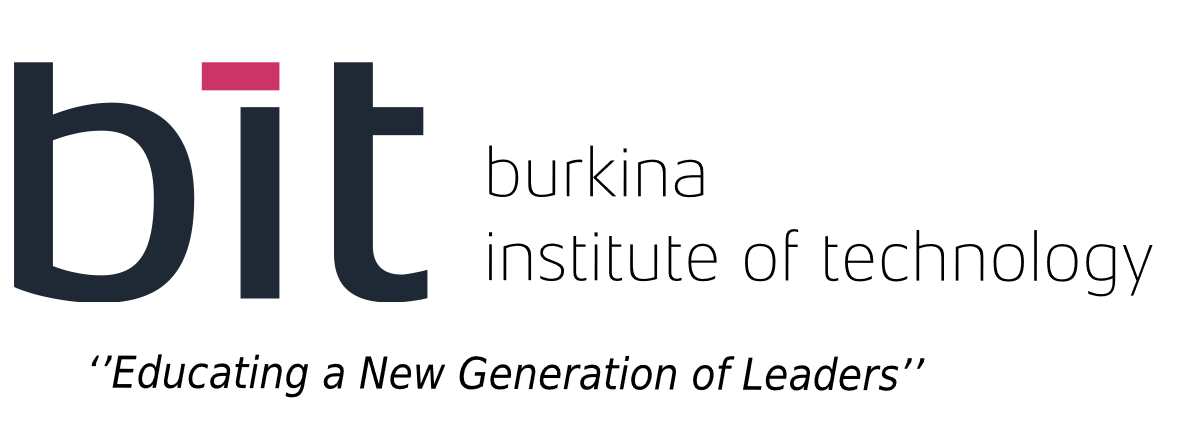 bit
burkina
institute of technology
‘’Educating a New Generation of Leaders’’